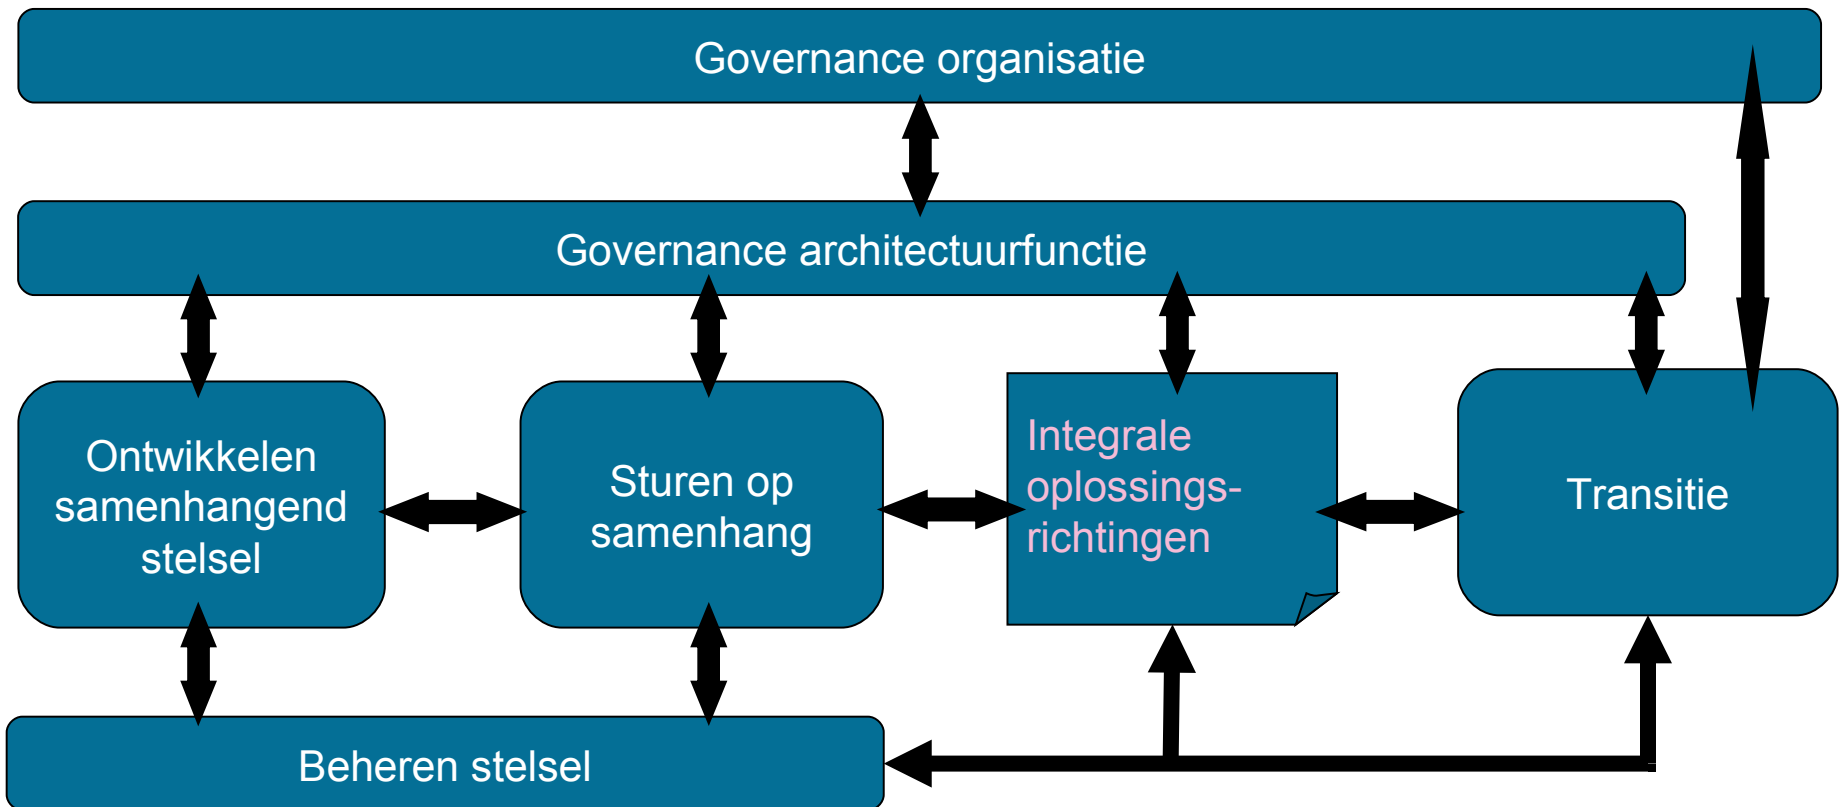 Governance organisatie
Governance architectuurfunctie
Ontwikkelen
samenhangend
stelsel
Sturen op
samenhang
Integrale
oplossings-
richtingen
Transitie
Beheren stelsel